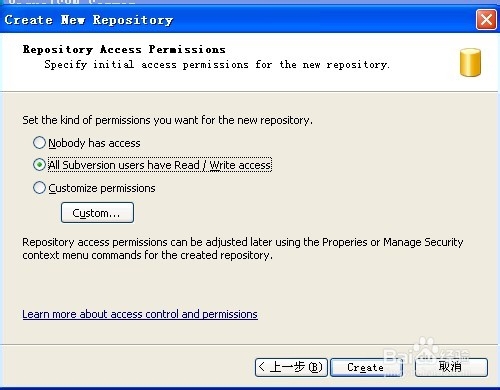 Create New Repository
Repository Access Permissions
Specify initial access permissions for the new repository.
Set the kind of permissions you want for the new repository.
Nobody has access
All Subversion users have Read / Write access
Customize permissions
Custom...
Repository access permissions can be adjusted later using the Properies or Manage Security
context menu commands for the created repository.
Learn more about access control and permissions
< 上一步(B)
Create
取消